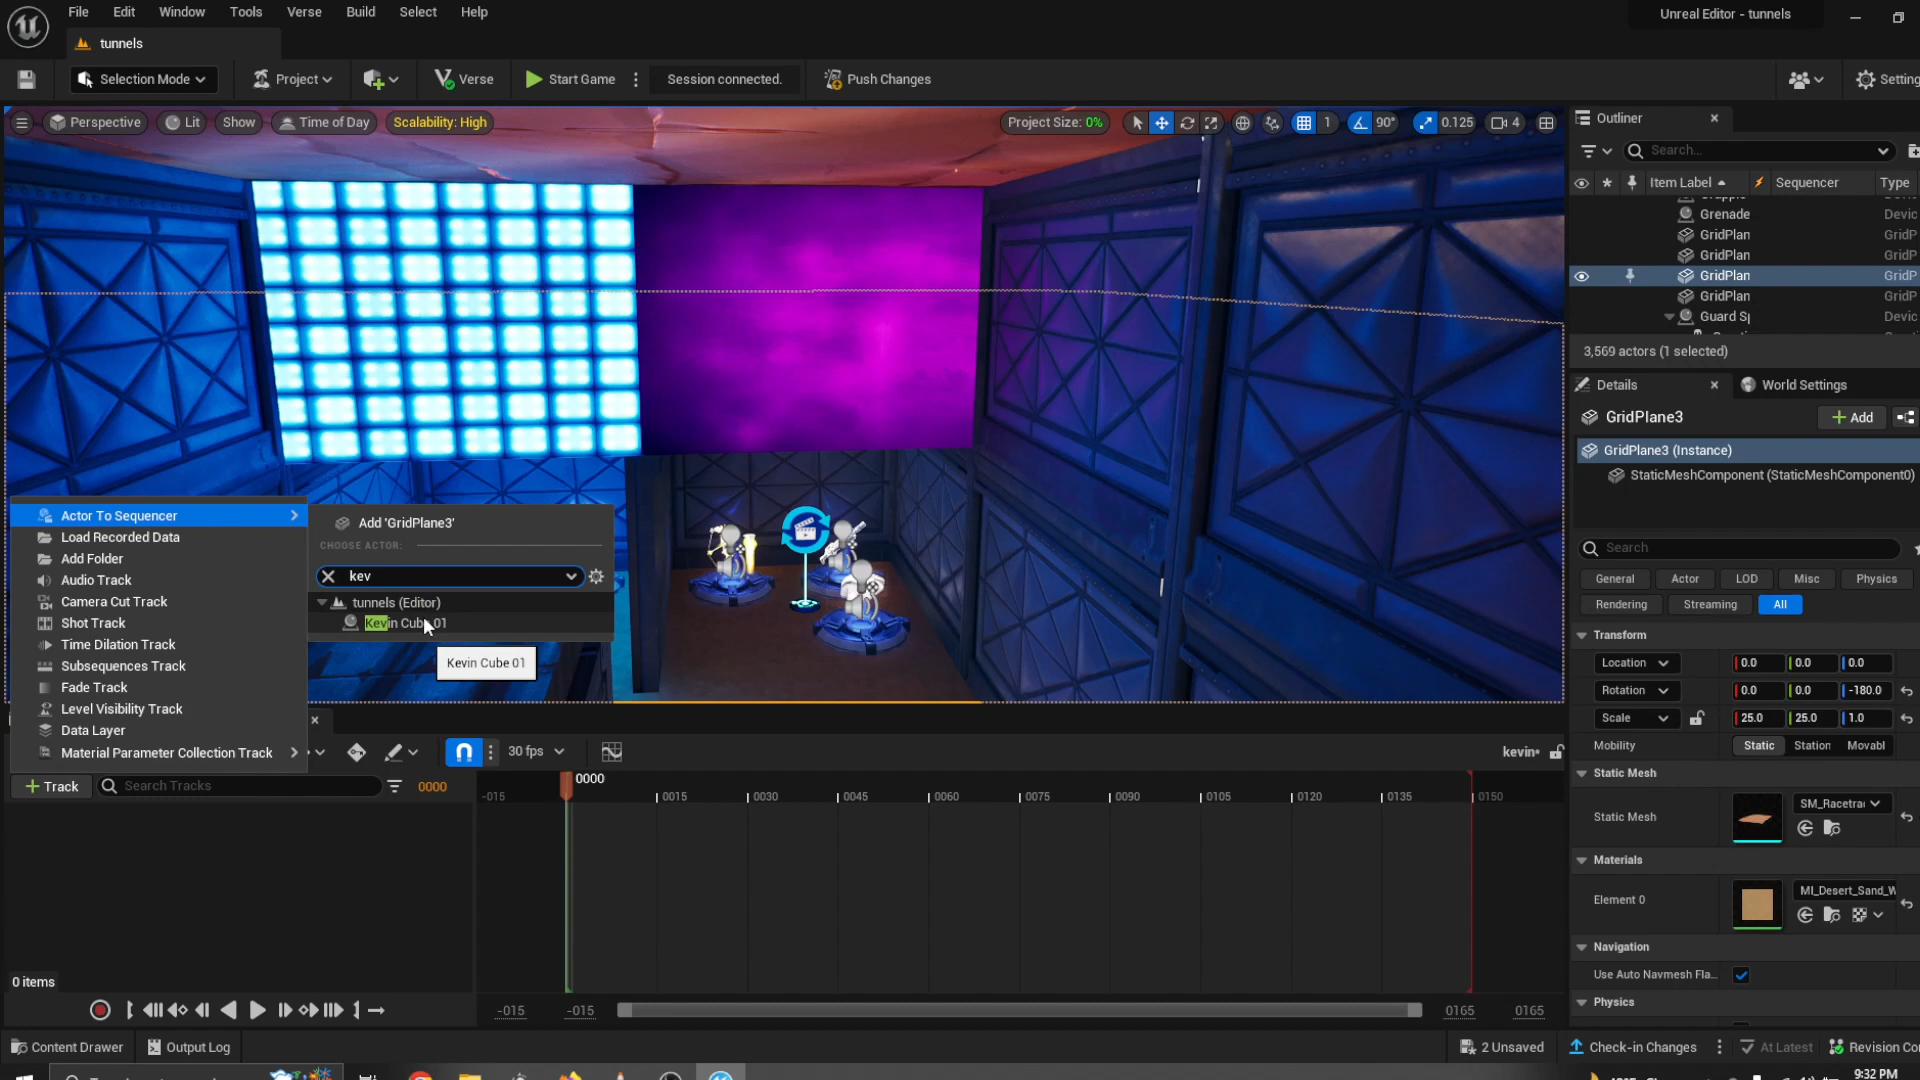 File Edit Window Tools Verse Build Select Help
Unreal Editor - tunnels
tunnels
Selection Mode
Project
Verse
Start Game
Session connected.
Push Changes
Setting
Perspective
Lit
Show
Time of Day
Scalability: High
Project Size: 0%
1
90°
0.125
4
Outliner
Search...
Item Label
Sequencer
Type
Grenade
Devic
GridPlan
GridP
GridPlan
GridP
GridPlan
GridP
GridPlan
GridP
Guard Sp
Devic
3,569 actors (1 selected)
Details
World Settings
GridPlane3
Add
GridPlane3 (Instance)
StaticMeshComponent (StaticMeshComponent0)
Search
General
Actor
LOD
Misc
Physics
Rendering
Streaming
All
Transform
Location
0.0
0.0
0.0
Rotation
0.0
0.0
-180.0
Scale
25.0
25.0
1.0
Mobility
Static
Station
Movabl
Static Mesh
Static Mesh
SM_Racetra
Materials
Element 0
MI_Desert_Sand_W
Navigation
Use Auto Navmesh Fla...
Physics
Actor To Sequencer
Load Recorded Data
Add Folder
Audio Track
Camera Cut Track
Shot Track
Time Dilation Track
Subsequences Track
Fade Track
Level Visibility Track
Data Layer
Material Parameter Collection Track
Add 'GridPlane3'
CHOOSE ACTOR:
kev
tunnels (Editor)
Kevin Cube 01
Kevin Cube 01
30 fps
kevin*
Track
Search Tracks
0000
0000
-015
0015
0030
0045
0060
0075
0090
0105
0120
0135
0150
0 items
-015
-015
0165
0165
Content Drawer
Output Log
2 Unsaved
Check-in Changes
At Latest
Revision Co
9:32 PM